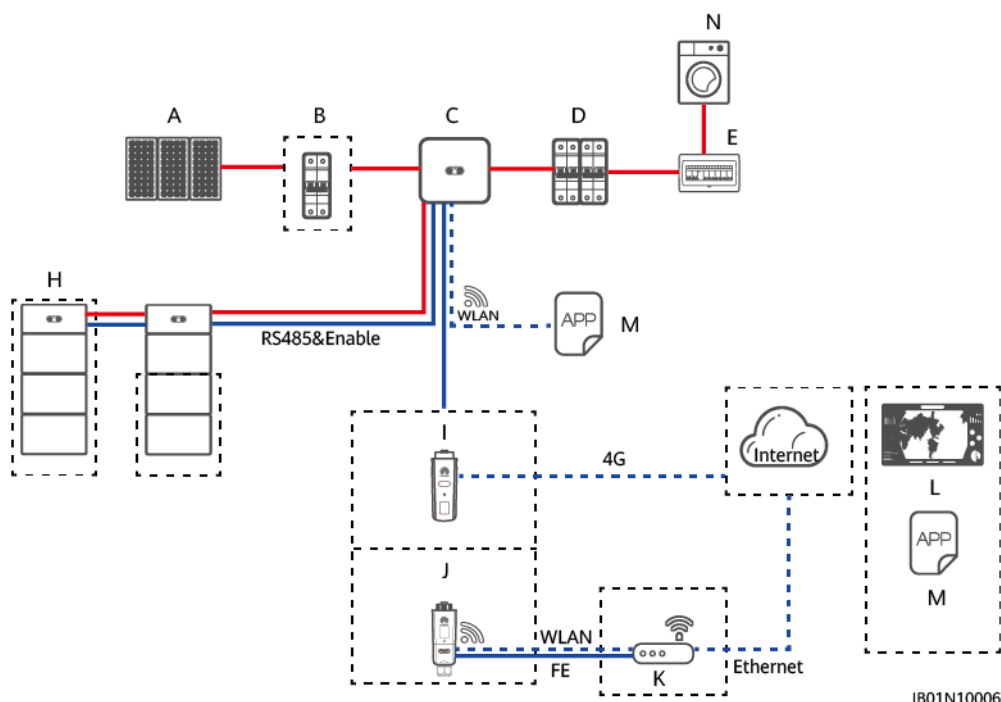 N
A
B
C
D
E
H
RS485&Enable
WLAN
APP
M
I
4G
Internet
L
APP
M
J
WLAN
FE
K
Ethernet
IB01N10006